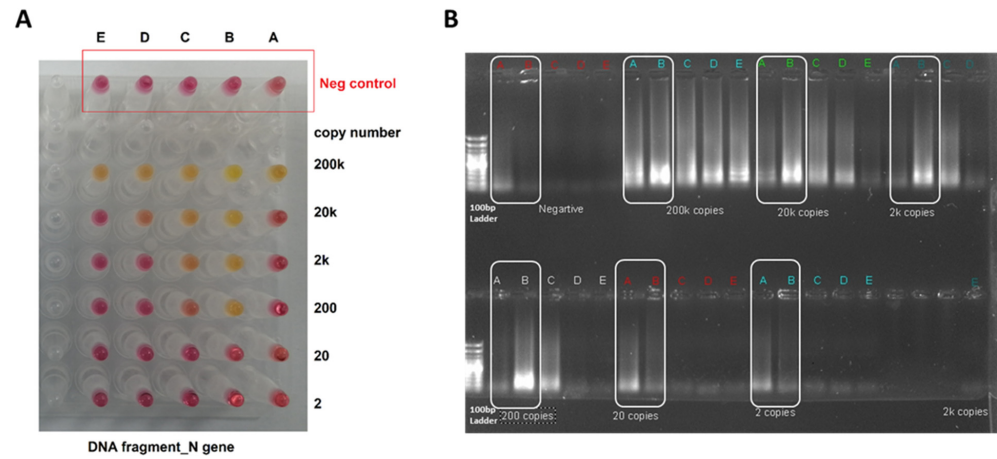 A
E D C B A
Neg control
copy number
200k
20k
2k
200
20
2
DNA fragment_N gene
B
A B C D E A B C D E A B C D E A B C D
100bp
Ladder
Negartive
200k copies
20k copies
2k copies
A B C D E A B C D E A B C D E E
100bp
Ladder
200 copies
20 copies
2 copies
2k copies